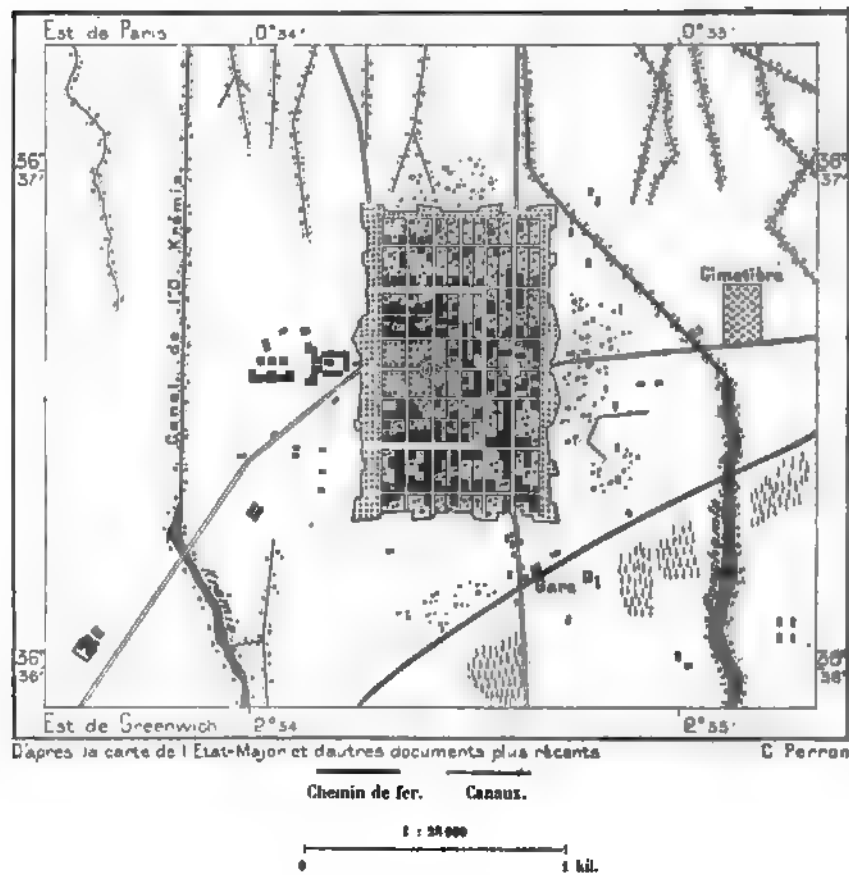 Est de Paris 0°34' 0°35'
36° 36°
37' 37'
Canal de l'O. Krémis
Cimetière
Gare
36° 36°
36' 36'
Est de Greenwich 2°54' 2°55'
D'après la carte de l'Etat-Major et d'autres documents plus récents C Perron
Chemin de fer. Canaux.
0 1 kil.